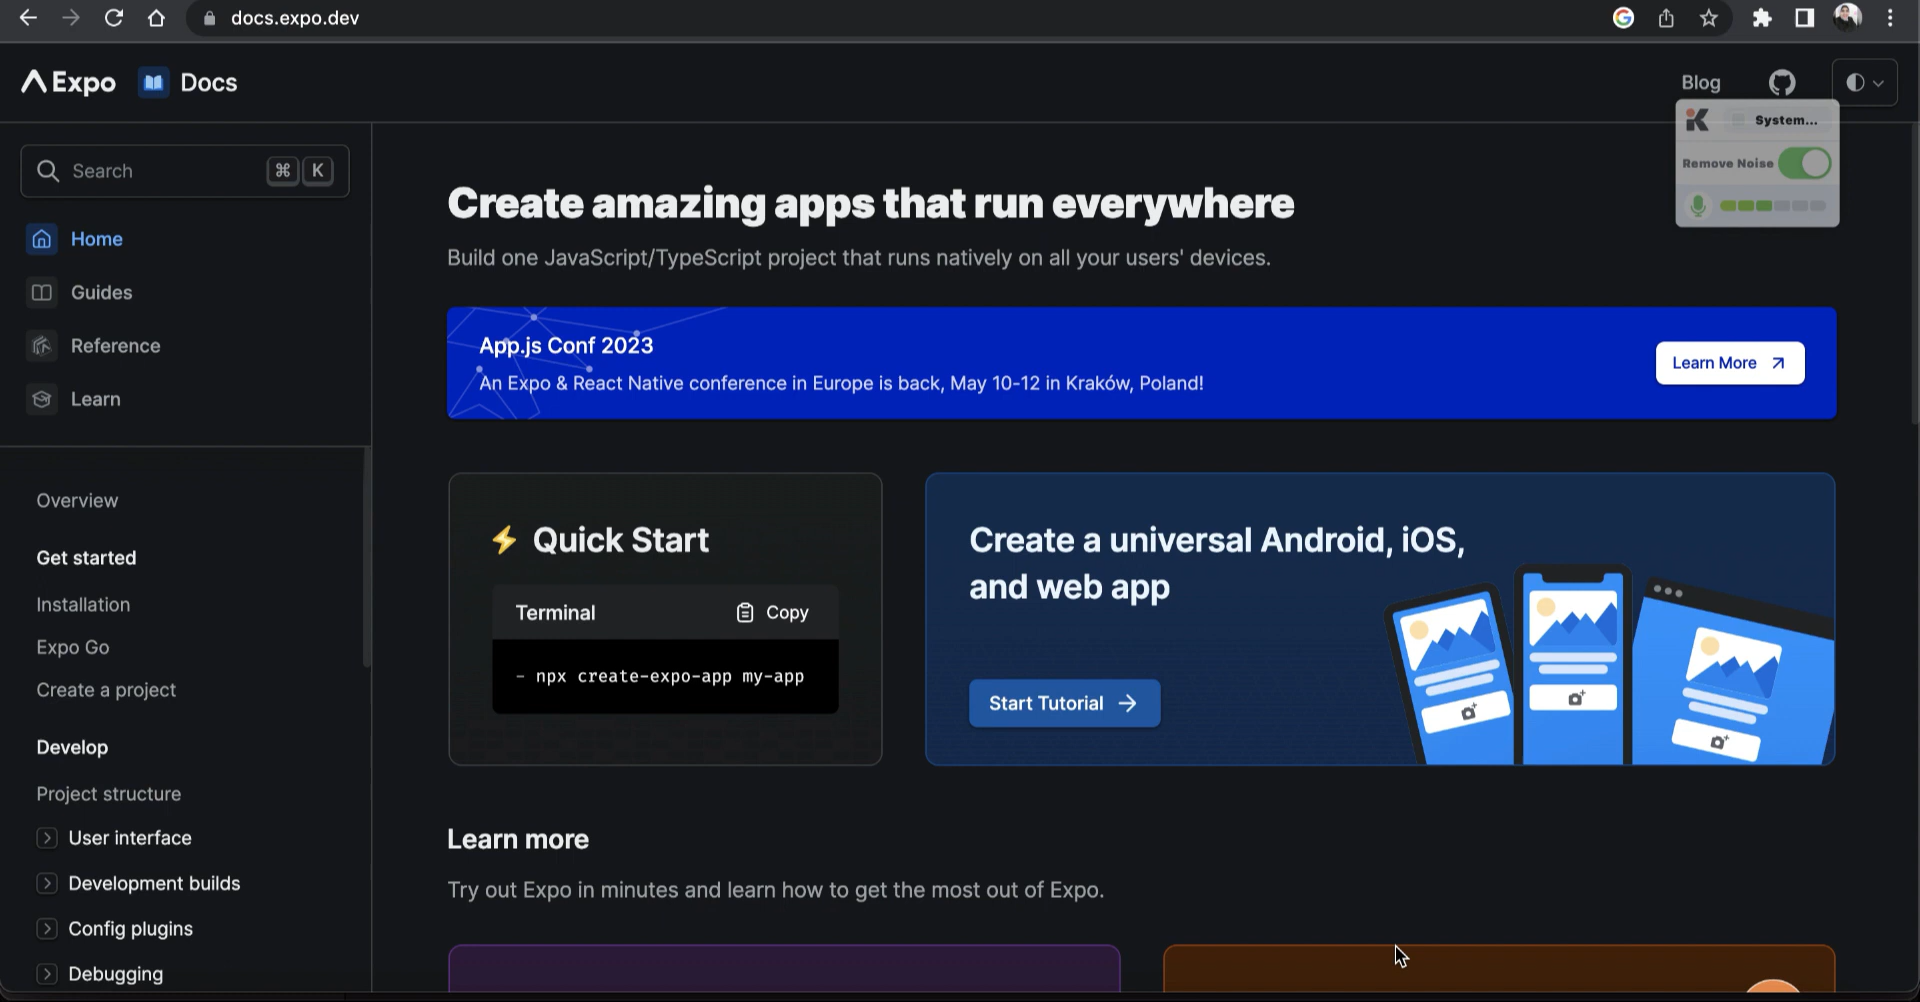 docs.expo.dev
Expo
Docs
Blog
System...
Remove Noise
Search
⌘ K
Home
Guides
Reference
Learn
Overview
Get started
Installation
Expo Go
Create a project
Develop
Project structure
User interface
Development builds
Config plugins
Debugging
Create amazing apps that run everywhere
Build one JavaScript/TypeScript project that runs natively on all your users' devices.
App.js Conf 2023
An Expo & React Native conference in Europe is back, May 10-12 in Kraków, Poland!
Learn More
⚡ Quick Start
Terminal
Copy
- npx create-expo-app my-app
Create a universal Android, iOS,
and web app
Start Tutorial →
Learn more
Try out Expo in minutes and learn how to get the most out of Expo.